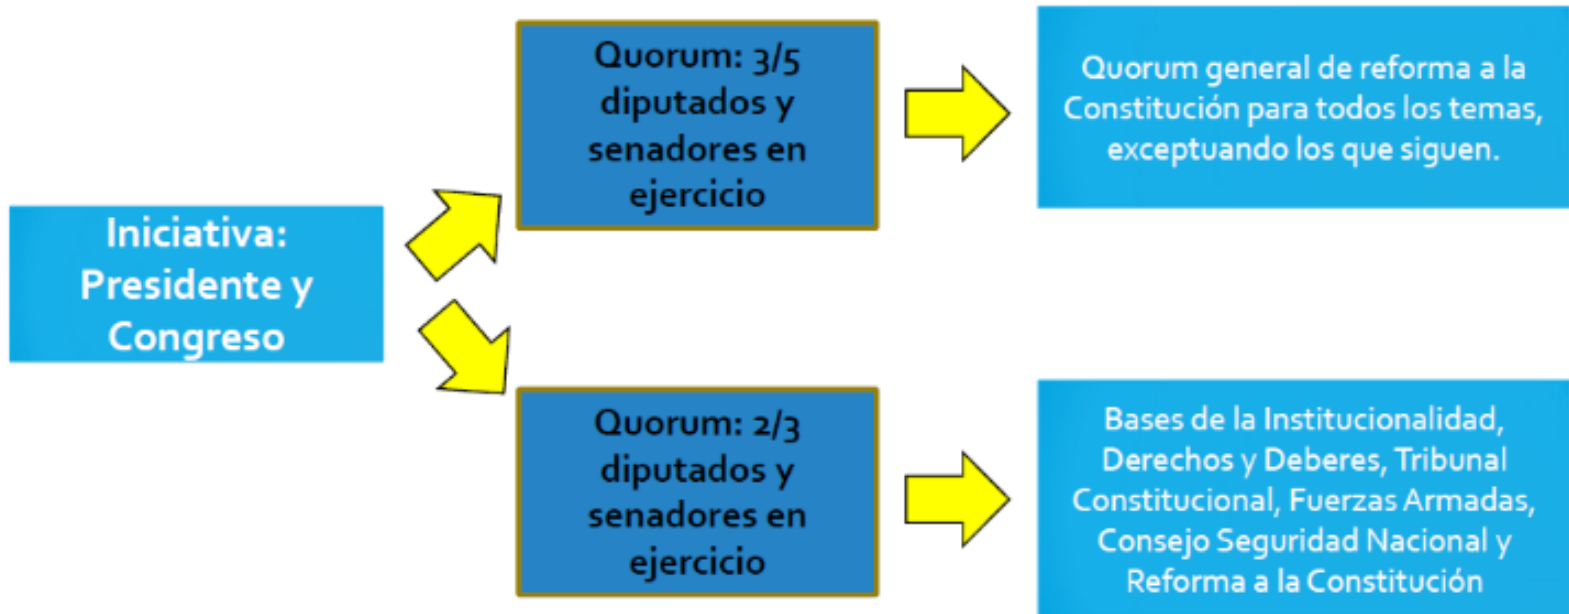 Iniciativa:
Presidente y
Congreso
Quorum: 3/5
diputados y
senadores en
ejercicio
Quorum general de reforma a la
Constitución para todos los temas,
exceptuando los que siguen.
Quorum: 2/3
diputados y
senadores en
ejercicio
Bases de la Institucionalidad,
Derechos y Deberes, Tribunal
Constitucional, Fuerzas Armadas,
Consejo Seguridad Nacional y
Reforma a la Constitución